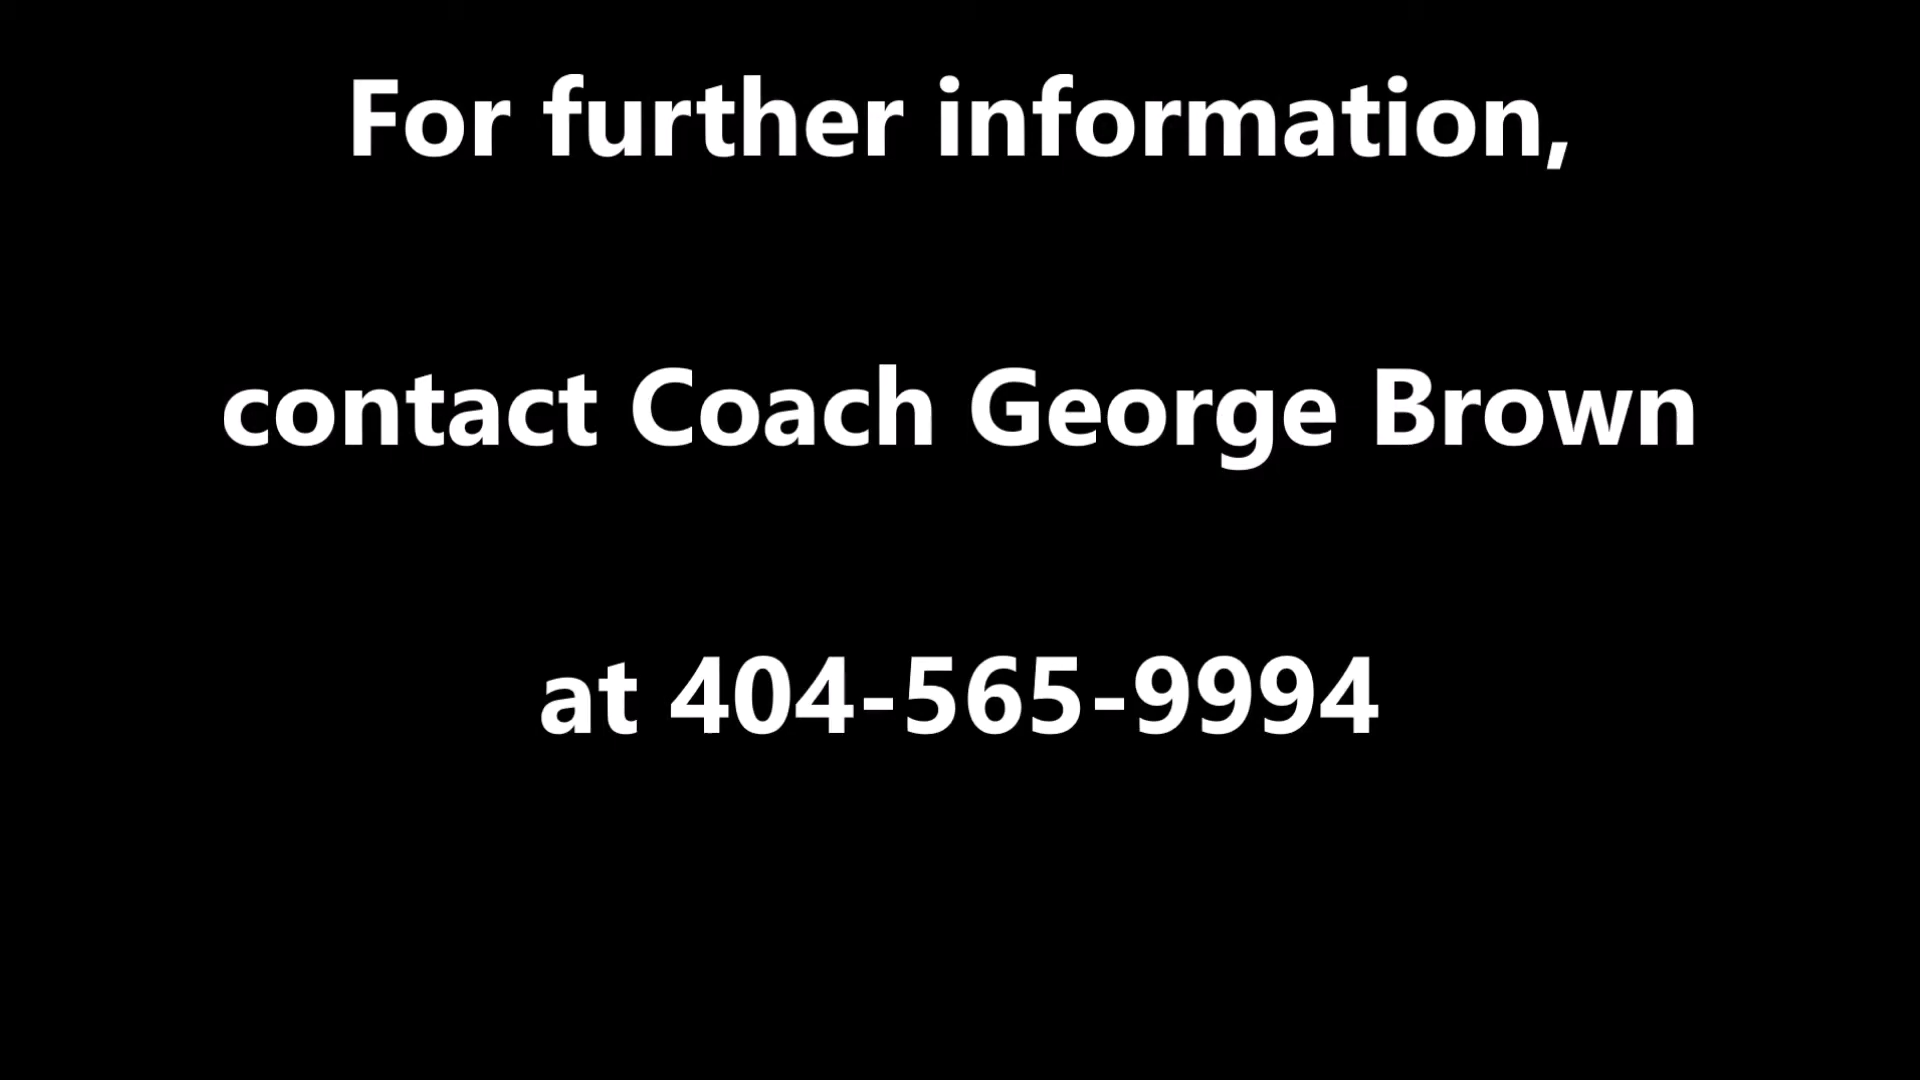 For further information,
contact Coach George Brown
at 404-565-9994